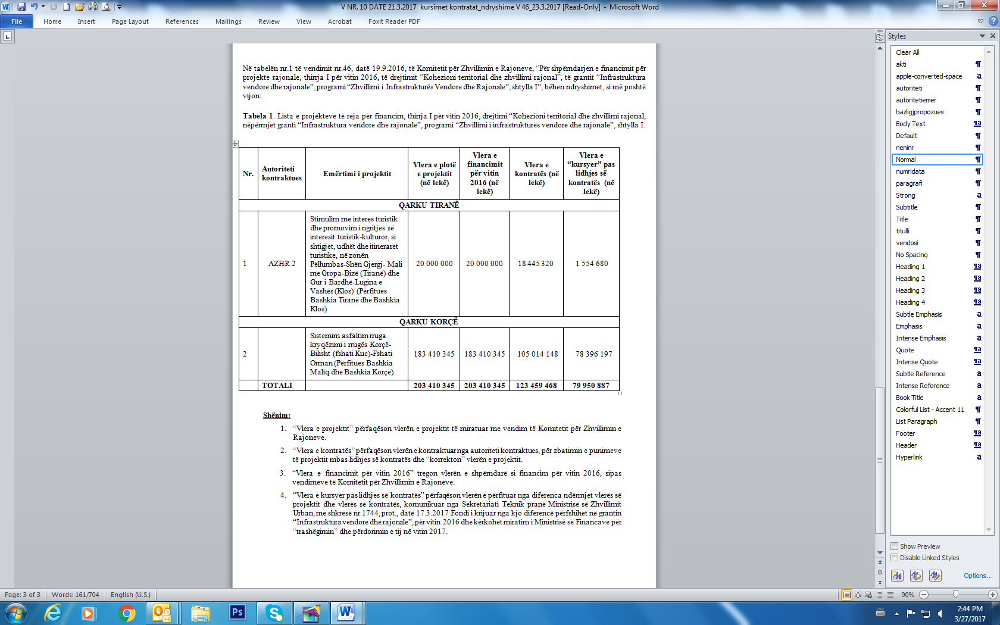 V NR. 10 DATE 21.3.2017  kursimet kontratat_ndryshime V 46_23.3.2017 [Read-Only]  -  Microsoft Word
File Home Insert Page Layout References Mailings Review View Acrobat Foxit Reader PDF
Në tabelën nr.1 të vendimit nr.46, datë 19.9.2016, të Komitetit për Zhvillimin e Rajoneve, “Për shpërndarjen e financimit për
projekte rajonale, thirrja I për vitin 2016, të drejtimit “Kohezioni territorial dhe zhvillimi rajonal”, të grantit “Infrastruktura
vendore dhe rajonale”, programi “Zhvillimi i Infrastrukturës Vendore dhe Rajonale”, shtylla I”, bëhen ndryshimet, si më poshtë
vijon:
Tabela 1. Lista e projekteve të reja për financim, thirrja I për vitin 2016, drejtimi “Kohezioni territorial dhe zhvillimi rajonal,
nëpërmjet granti “Infrastruktura vendore dhe rajonale”, programi “Zhvillimi i infrastrukturës vendore dhe rajonale”, shtylla I.
Nr.
Autoriteti
kontraktues
Emërtimi i projektit
Vlera e plotë
e projektit
(në lekë)
Vlera e
financimit
për vitin
2016 (në
lekë)
Vlera e
kontratës (në
lekë)
Vlera e
“kursyer” pas
lidhjes së
kontratës  (në
lekë)
QARKU TIRANË
1
AZHR 2
Stimulim me interes turistik
dhe promovim i ngritjes së
interesit turistik-kulturor, si
shtigjet, udhët dhe itineraret
turistike, në zonën
Pëllumbas-Shën Gjergj- Mali
me Gropa-Bizë (Tiranë) dhe
Gur i Bardhë-Lugina e
Vashës (Klos) (Përfitues
Bashkia Tiranë dhe Bashkia
Klos)
20 000 000
20 000 000
18 445 320
1 554 680
QARKU KORÇË
2
Sistemim asfaltim rruga
kryqëzimi i rrugës Korçë-
Bilisht (fshati Kuc)-Fshati
Orman (Përfitues Bashkia
Maliq dhe Bashkia Korçë)
183 410 345
183 410 345
105 014 148
78 396 197
TOTALI
203 410 345
203 410 345
123 459 468
79 950 887
Shënim:
1. “Vlera e projektit” përfaqëson vlerën e projektit të miratuar me vendim të Komitetit për Zhvillimin e
Rajoneve.
2. “Vlera e kontratës” përfaqëson vlerën e kontraktuar nga autoriteti kontraktues, për zbatimin e punimeve
të projektit mbas lidhjes së kontratës dhe “korrekton” vlerën e projektit.
3. “Vlera e financimit për vitin 2016” tregon vlerën e shpërndarë si financim për vitin 2016, sipas
vendimeve të Komitetit për Zhvillimin e Rajoneve.
4. “Vlera e kursyer pas lidhjes së kontratës” përfaqëson vlerën e përfituar nga diferenca ndërmjet vlerës së
projektit dhe vlerës së kontratës, komunikuar nga Sekretariati Teknik pranë Ministrisë së Zhvillimit
Urban, me shkresë nr.1744, prot., datë 17.3.2017 Fondi i krijuar nga kjo diferencë përfshihet në grantin
“Infrastruktura vendore dhe rajonale”, për vitin 2016 dhe kërkohet miratim i Ministrisë së Financave për
“trashëgimin” dhe përdorimin e tij në vitin 2017.
Styles
Clear All
akti
apple-converted-space
autoriteti
autoritetiemer
bazligjpropozues
Body Text
Default
neninr
Normal
numridata
paragrafi
Strong
Subtitle
Title
titulli
vendosi
No Spacing
Heading 1
Heading 2
Heading 3
Heading 4
Subtle Emphasis
Emphasis
Intense Emphasis
Quote
Intense Quote
Subtle Reference
Intense Reference
Book Title
Colorful List - Accent 11
List Paragraph
Footer
Header
Hyperlink
Show Preview
Disable Linked Styles
Options...
Page: 3 of 3 Words: 161/704 English (U.S.) 90%
2:44 PM
3/27/2017